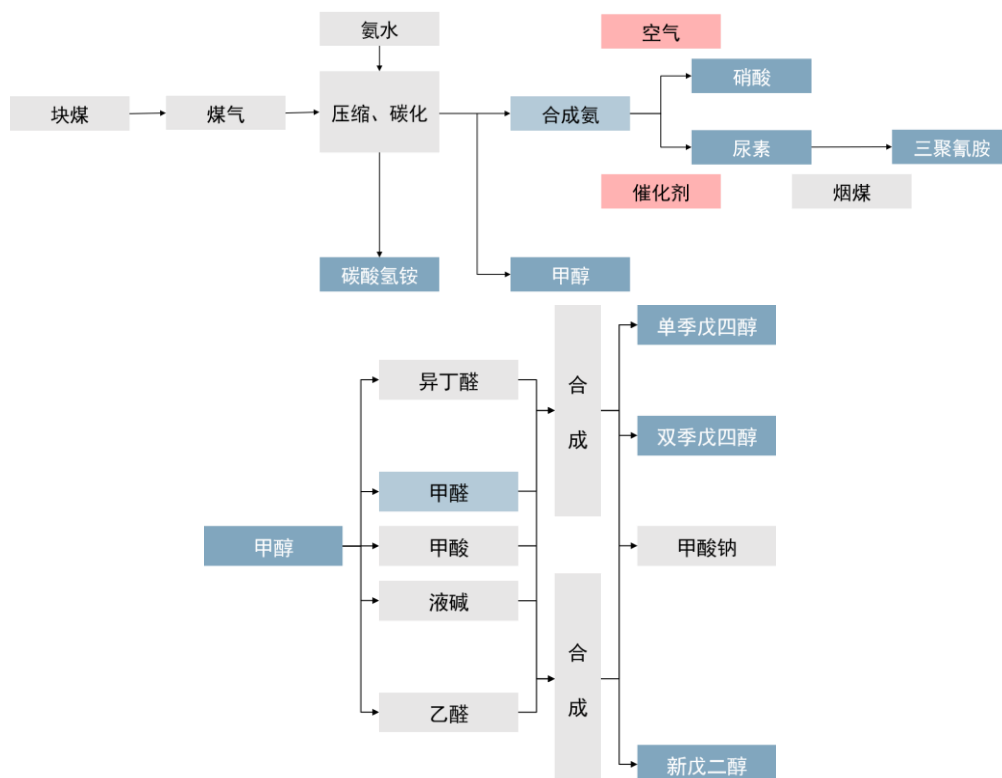 氨水
空气
硝酸
块煤
煤气
压缩、碳化
合成氨
尿素
三聚氰胺
催化剂
烟煤
碳酸氢铵
甲醇
单季戊四醇
异丁醛
合
成
双季戊四醇
甲醛
甲醇
甲酸
甲酸钠
液碱
合
成
乙醛
新戊二醇